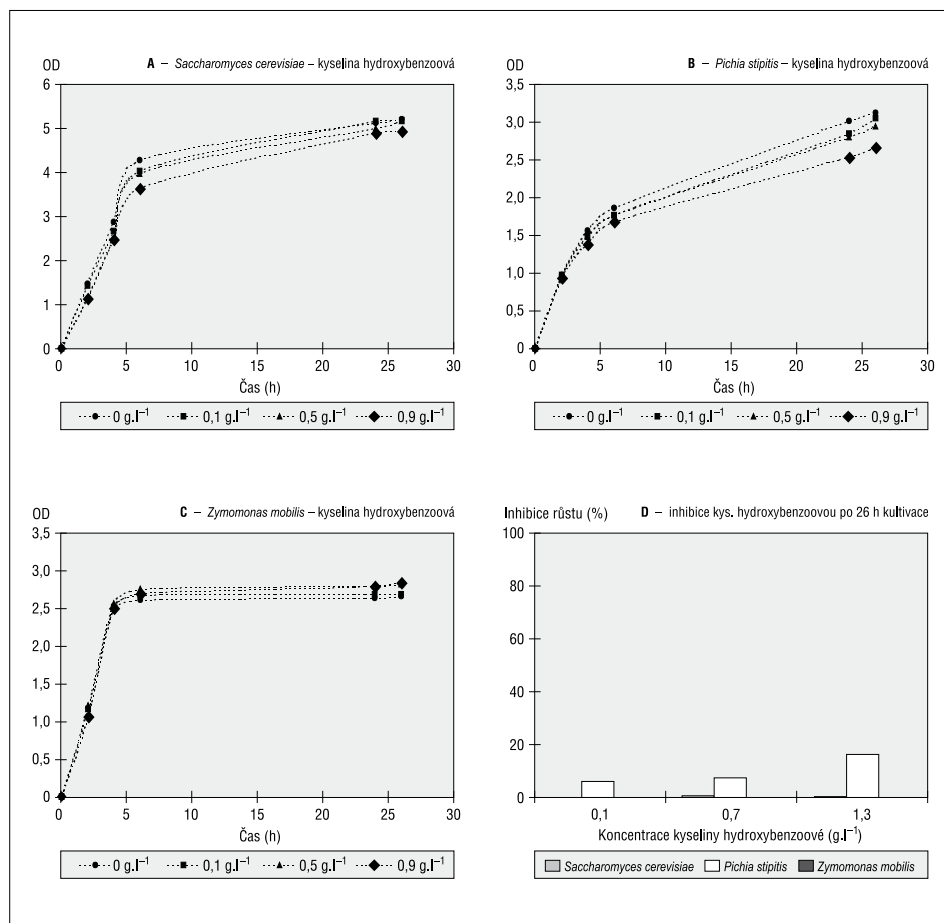 A – Saccharomyces cerevisiae – kyselina hydroxybenzoová
OD
6
5
4
3
2
1
0
0 5 10 15 20 25 30
Čas (h)
0 g.l⁻¹ 0,1 g.l⁻¹ 0,5 g.l⁻¹ 0,9 g.l⁻¹
B – Pichia stipitis – kyselina hydroxybenzoová
OD
3,5
3,0
2,5
2,0
1,5
1,0
0,5
0
0 5 10 15 20 25 30
Čas (h)
0 g.l⁻¹ 0,1 g.l⁻¹ 0,5 g.l⁻¹ 0,9 g.l⁻¹
C – Zymomonas mobilis – kyselina hydroxybenzoová
OD
3,5
3,0
2,5
2,0
1,5
1,0
0,5
0
0 5 10 15 20 25 30
Čas (h)
0 g.l⁻¹ 0,1 g.l⁻¹ 0,5 g.l⁻¹ 0,9 g.l⁻¹
Inhibice růstu (%)
D – inhibice kys. hydroxybenzoovou po 26 h kultivace
100
80
60
40
20
0
0,1 0,7 1,3
Koncentrace kyseliny hydroxybenzoové (g.l⁻¹)
Saccharomyces cerevisiae Pichia stipitis Zymomonas mobilis